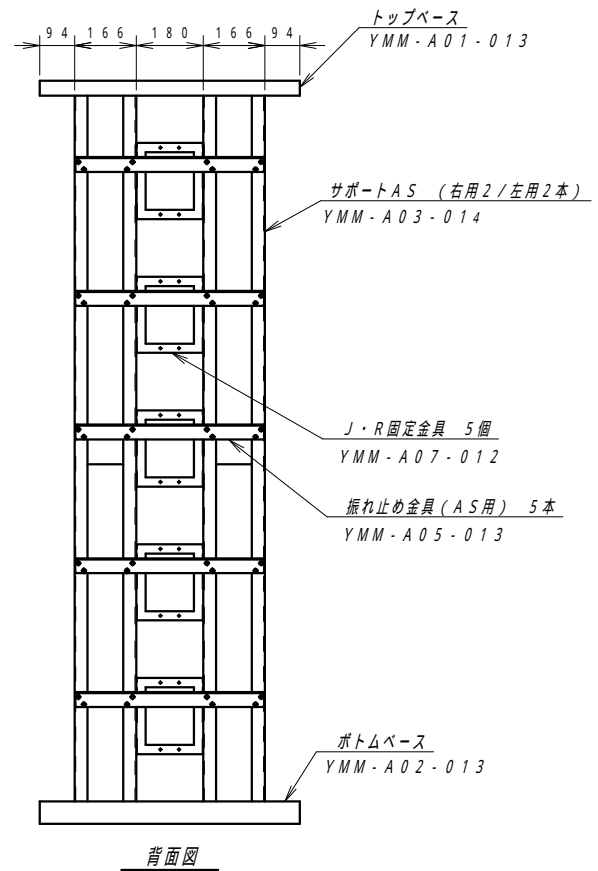 トップベース
94 166 180 166 94
YMM-A01-013
サポートAS (右用2/左用2本)
YMM-A03-014
J・R固定金具 5個
YMM-A07-012
振れ止め金具(AS用) 5本
YMM-A05-013
ボトムベース
YMM-A02-013
背面図